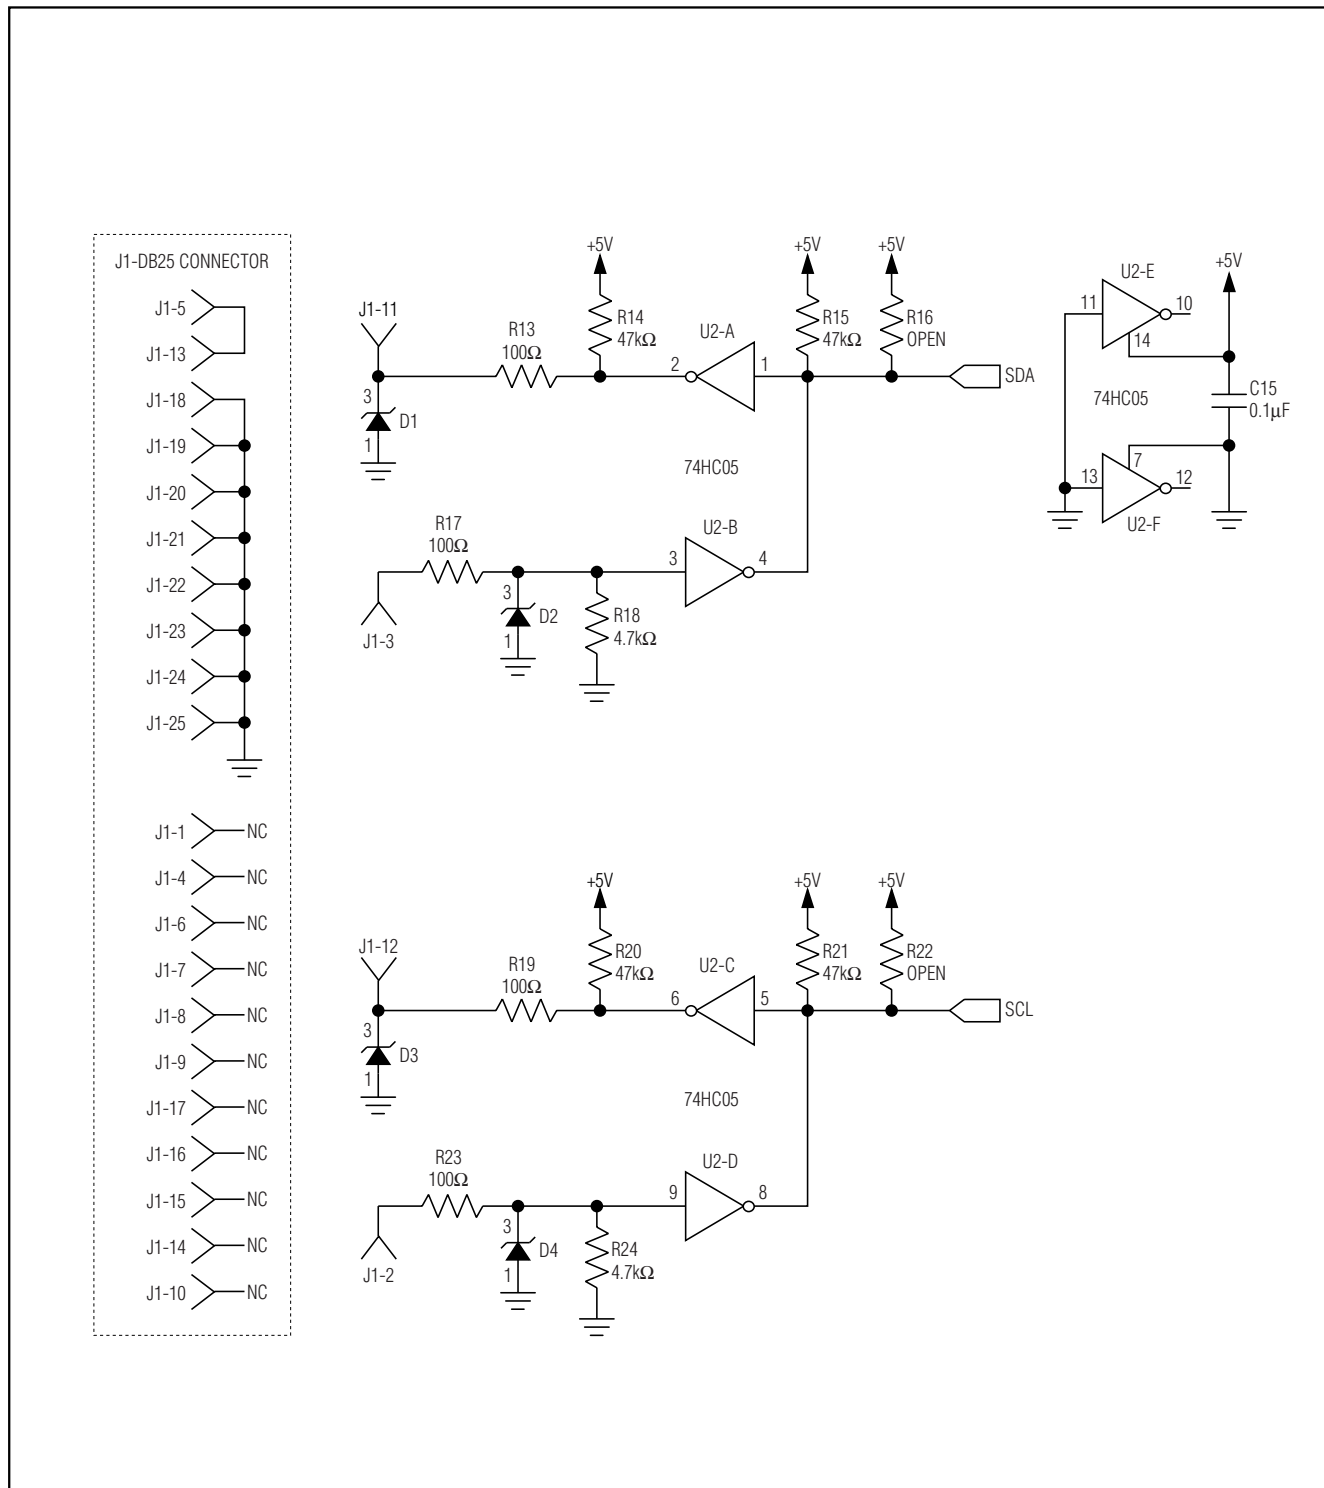 J1-DB25 CONNECTOR
J1-5
J1-13
J1-18
J1-19
J1-20
J1-21
J1-22
J1-23
J1-24
J1-25
J1-1 NC
J1-4 NC
J1-6 NC
J1-7 NC
J1-8 NC
J1-9 NC
J1-17 NC
J1-16 NC
J1-15 NC
J1-14 NC
J1-10 NC
+5V
+5V
+5V
J1-11
R13
100Ω
R14
47kΩ
U2-A
2
1
R15
47kΩ
R16
OPEN
SDA
3
1
D1
74HC05
R17
100Ω
U2-B
3
4
J1-3
3
1
D2
R18
4.7kΩ
U2-E
+5V
11
10
14
74HC05
C15
0.1µF
13
7
12
U2-F
+5V
+5V
+5V
J1-12
R19
100Ω
R20
47kΩ
U2-C
6
5
R21
47kΩ
R22
OPEN
SCL
3
1
D3
74HC05
R23
100Ω
U2-D
9
8
J1-2
3
1
D4
R24
4.7kΩ